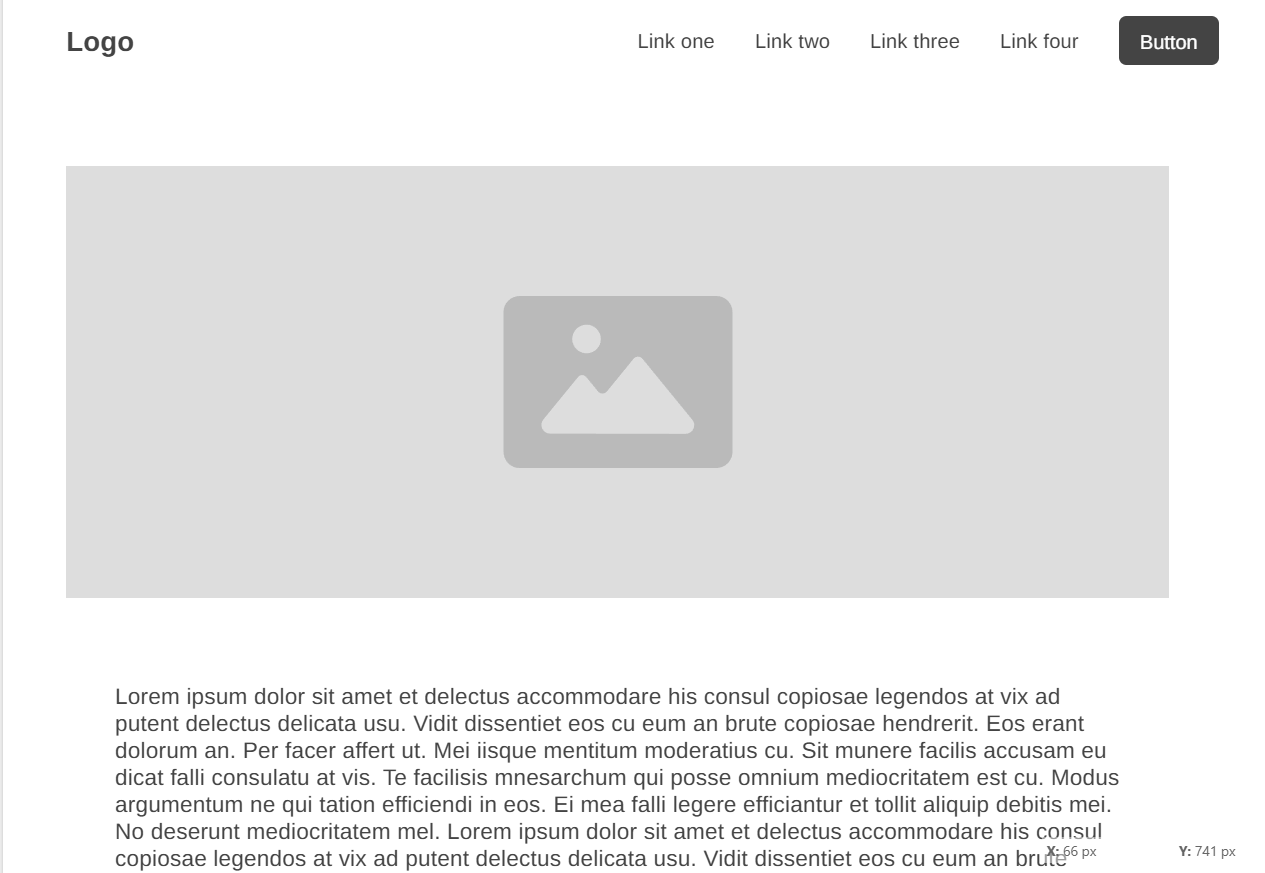 Logo
Link one Link two Link three Link four Button
Lorem ipsum dolor sit amet et delectus accommodare his consul copiosae legendos at vix ad
putent delectus delicata usu. Vidit dissentiet eos cu eum an brute copiosae hendrerit. Eos erant
dolorum an. Per facer affert ut. Mei iisque mentitum moderatius cu. Sit munere facilis accusam eu
dicat falli consulatu at vis. Te facilisis mnesarchum qui posse omnium mediocritatem est cu. Modus
argumentum ne qui tation efficiendi in eos. Ei mea falli legere efficiantur et tollit aliquip debitis mei.
No deserunt mediocritatem mel. Lorem ipsum dolor sit amet et delectus accommodare his consul
copiosae legendos at vix ad putent delectus delicata usu. Vidit dissentiet eos cu eum an brute
X: 66 px Y: 741 px